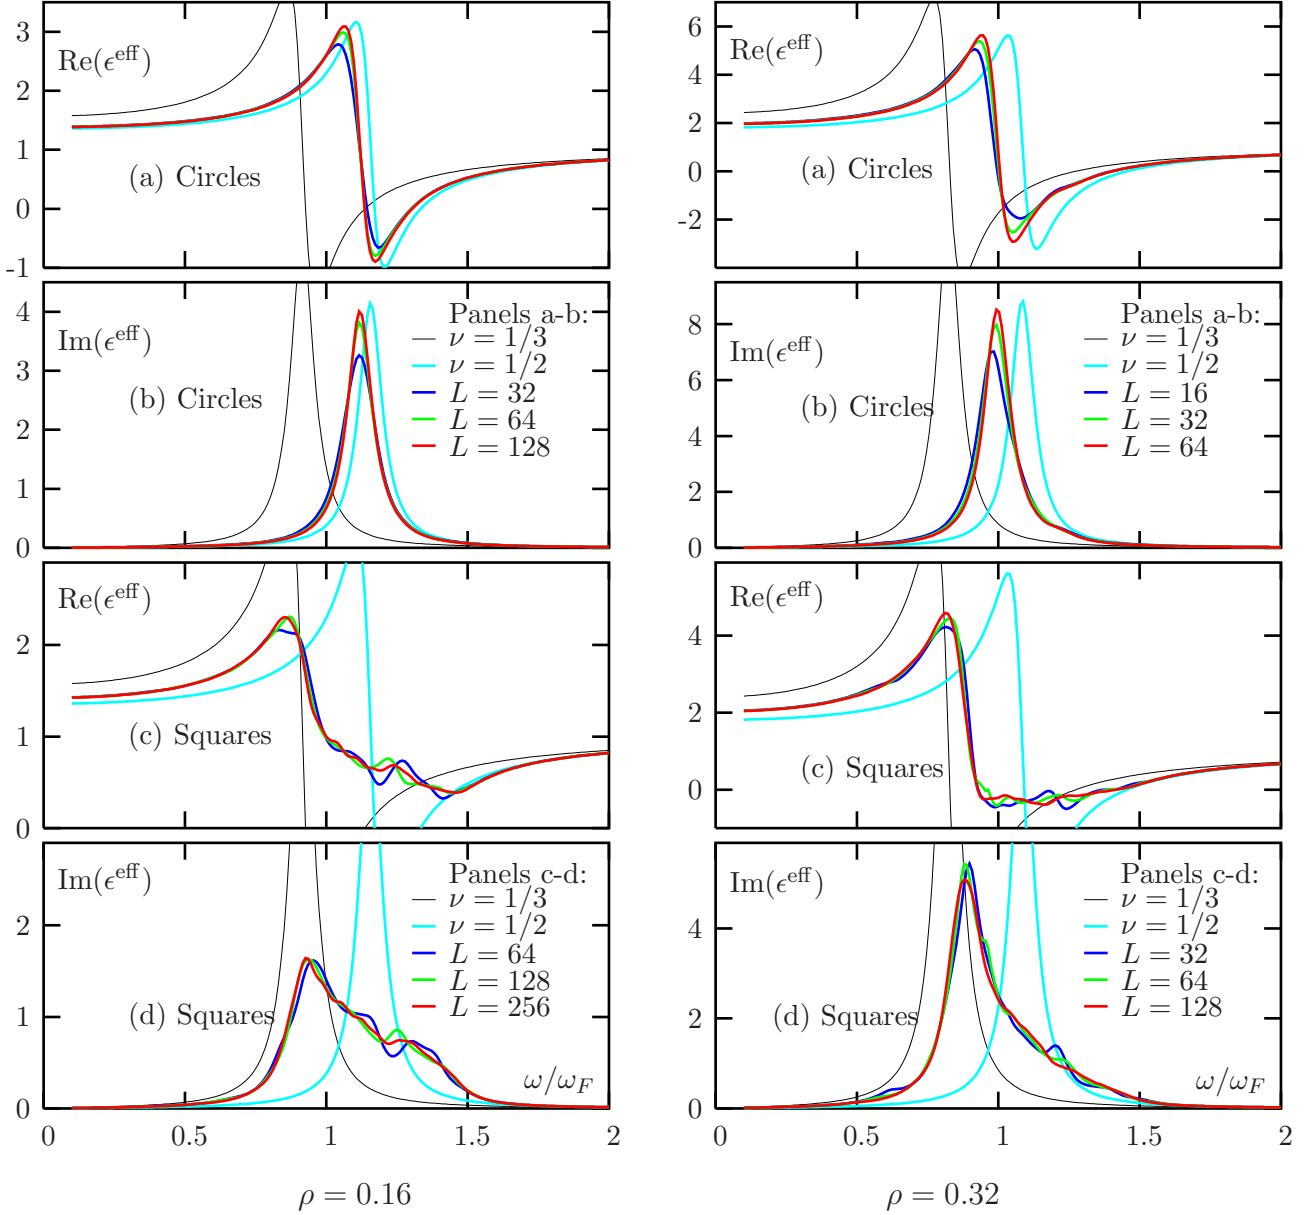 3
2
1
0
-1
Re(ϵ^eff)
(a) Circles
4
3
2
1
0
Im(ϵ^eff)
(b) Circles
Panels a-b:
ν = 1/3
ν = 1/2
L = 32
L = 64
L = 128
2
1
0
Re(ϵ^eff)
(c) Squares
2
1
0
Im(ϵ^eff)
(d) Squares
Panels c-d:
ν = 1/3
ν = 1/2
L = 64
L = 128
L = 256
ω/ω_F
0 0.5 1 1.5 2
ρ = 0.16
6
4
2
0
-2
Re(ϵ^eff)
(a) Circles
8
6
4
2
0
Im(ϵ^eff)
(b) Circles
Panels a-b:
ν = 1/3
ν = 1/2
L = 16
L = 32
L = 64
4
2
0
Re(ϵ^eff)
(c) Squares
4
2
0
Im(ϵ^eff)
(d) Squares
Panels c-d:
ν = 1/3
ν = 1/2
L = 32
L = 64
L = 128
ω/ω_F
0 0.5 1 1.5 2
ρ = 0.32